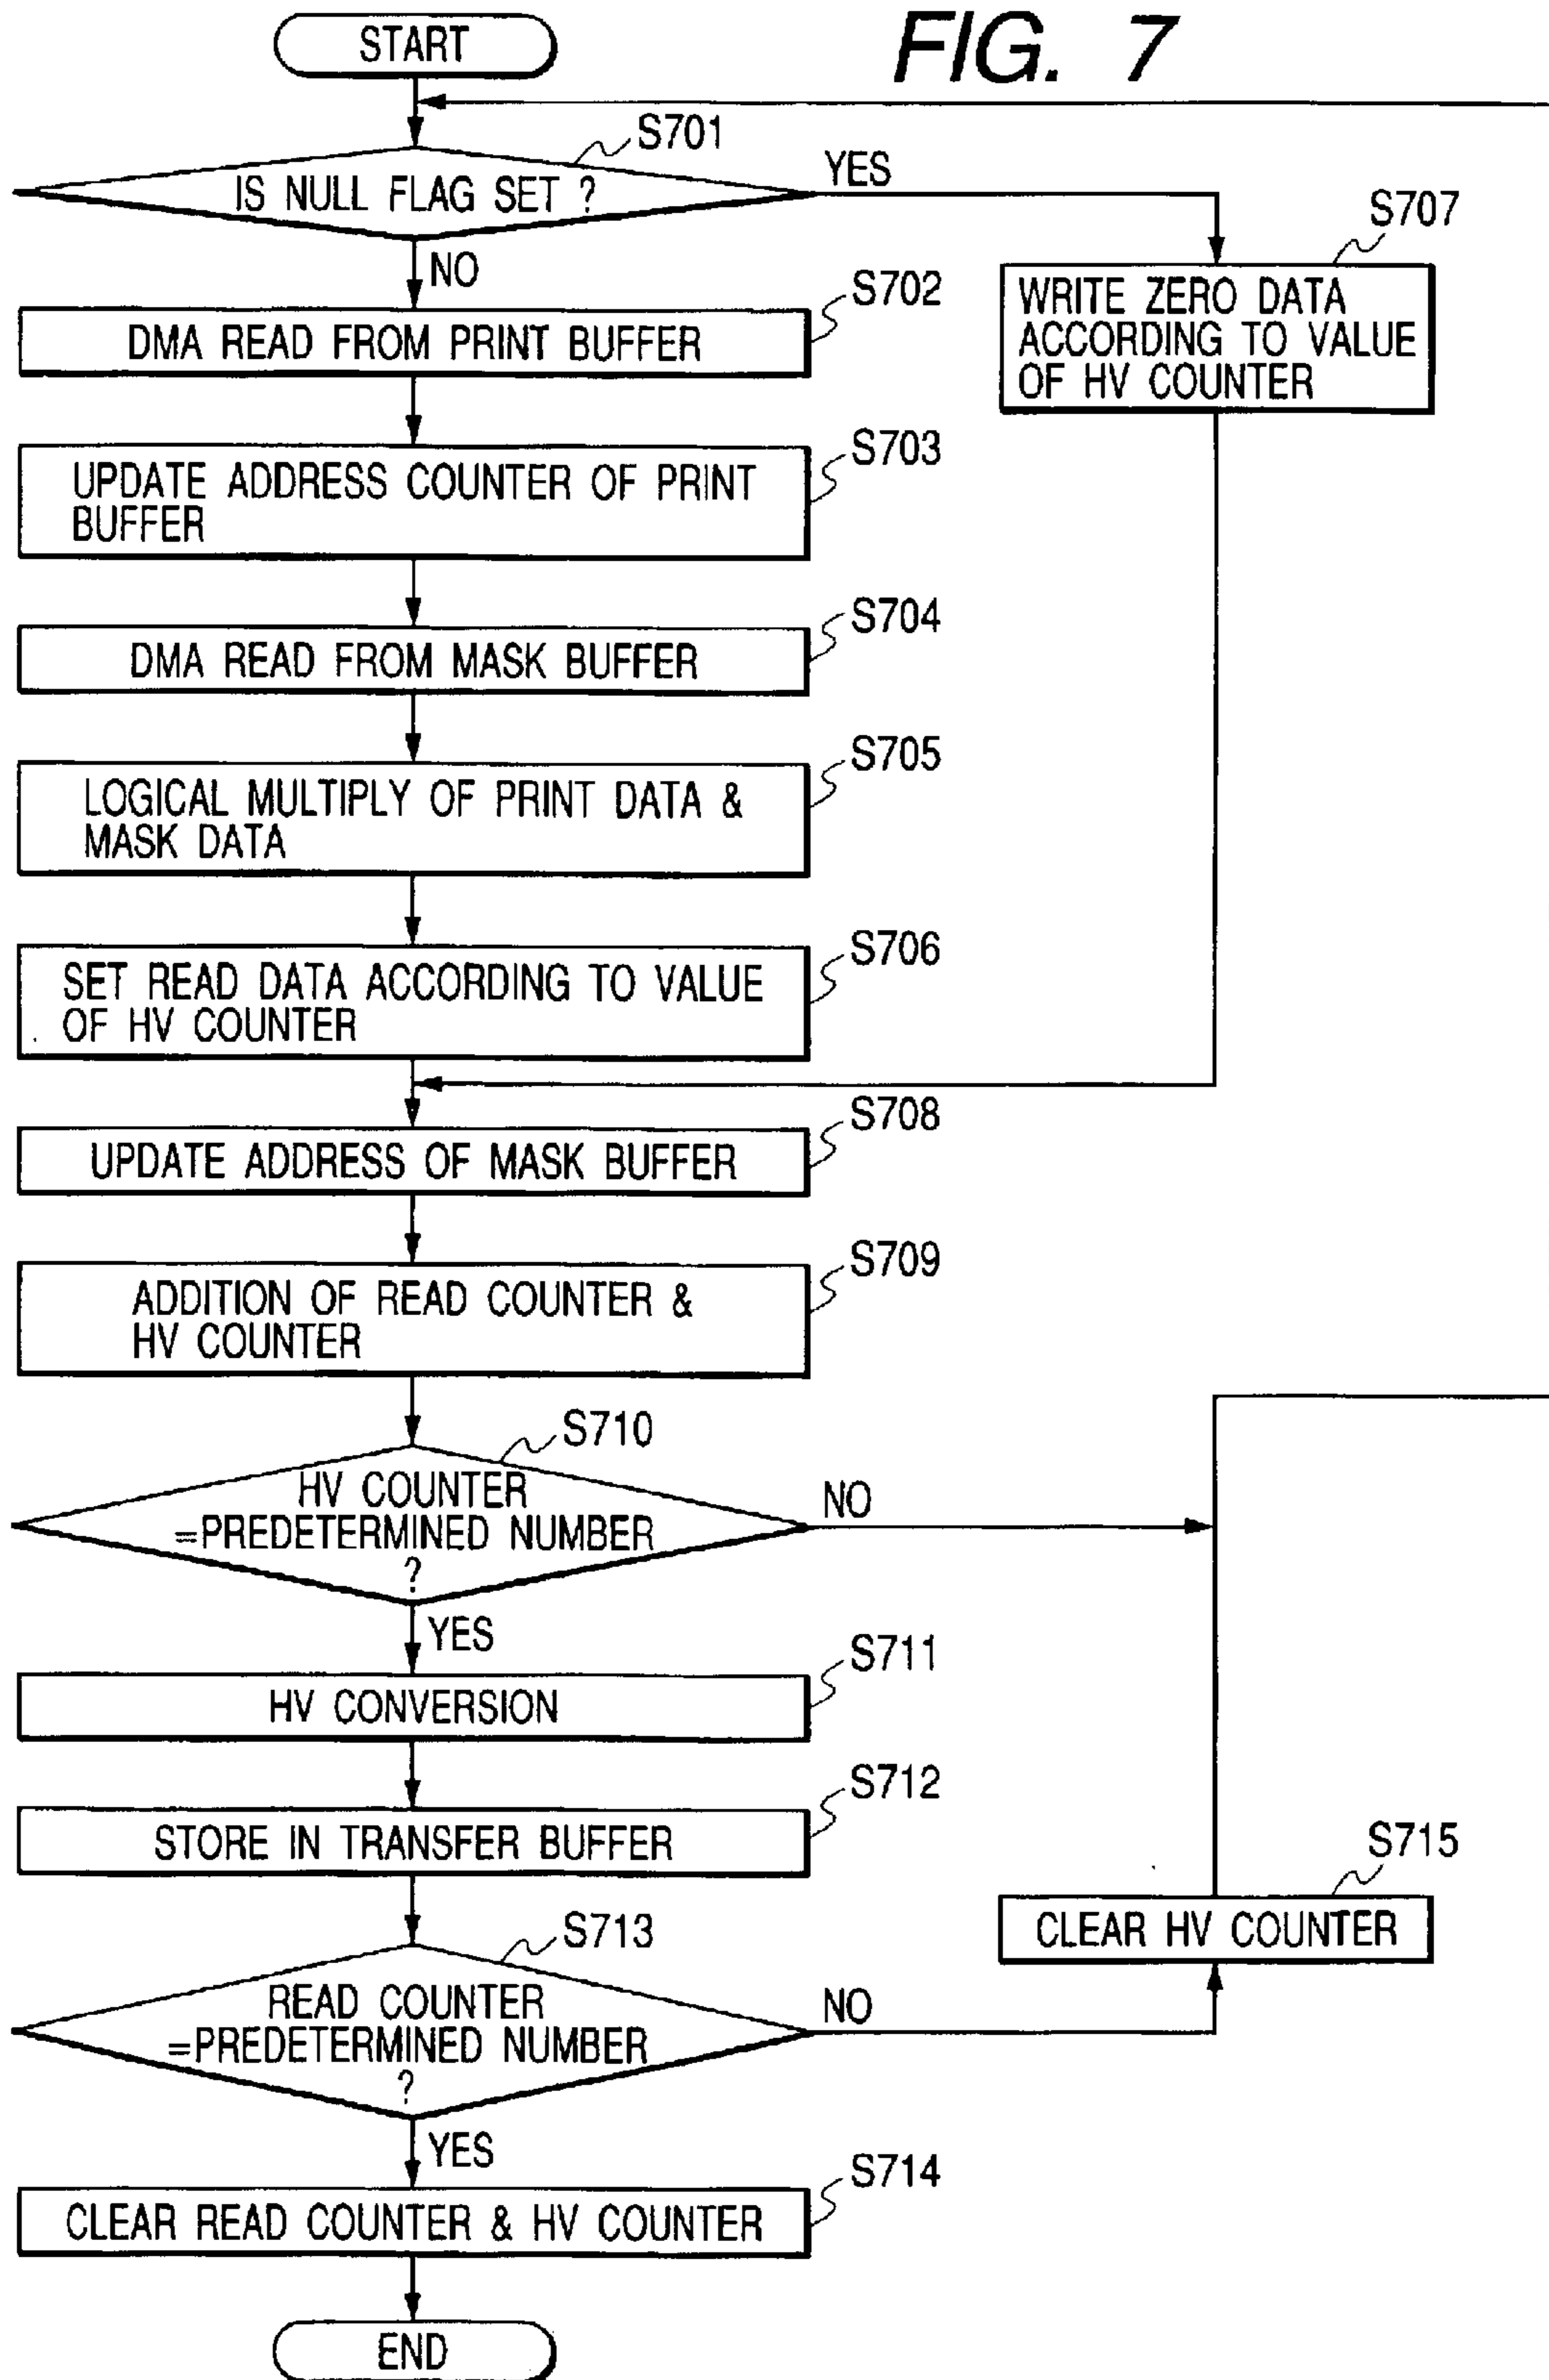 FIG. 7
START
S701
IS NULL FLAG SET ?
YES
NO
S707
WRITE ZERO DATA
ACCORDING TO VALUE
OF HV COUNTER
S702
DMA READ FROM PRINT BUFFER
S703
UPDATE ADDRESS COUNTER OF PRINT
BUFFER
S704
DMA READ FROM MASK BUFFER
S705
LOGICAL MULTIPLY OF PRINT DATA &
MASK DATA
S706
SET READ DATA ACCORDING TO VALUE
OF HV COUNTER
S708
UPDATE ADDRESS OF MASK BUFFER
S709
ADDITION OF READ COUNTER &
HV COUNTER
S710
HV COUNTER
=PREDETERMINED NUMBER
?
NO
YES
S711
HV CONVERSION
S712
STORE IN TRANSFER BUFFER
S715
CLEAR HV COUNTER
S713
READ COUNTER
=PREDETERMINED NUMBER
?
NO
YES
S714
CLEAR READ COUNTER & HV COUNTER
END